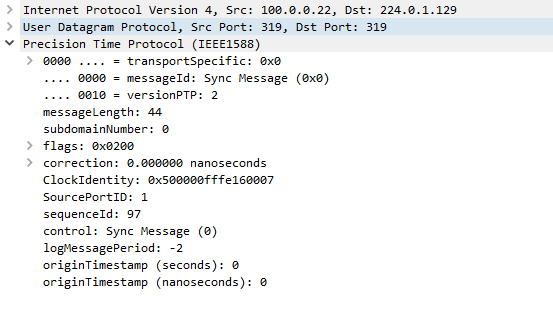 Internet Protocol Version 4, Src: 100.0.0.22, Dst: 224.0.1.129
User Datagram Protocol, Src Port: 319, Dst Port: 319
Precision Time Protocol (IEEE1588)
0000 .... = transportSpecific: 0x0
.... 0000 = messageId: Sync Message (0x0)
.... 0010 = versionPTP: 2
messageLength: 44
subdomainNumber: 0
flags: 0x0200
correction: 0.000000 nanoseconds
ClockIdentity: 0x500000fffe160007
SourcePortID: 1
sequenceId: 97
control: Sync Message (0)
logMessagePeriod: -2
originTimestamp (seconds): 0
originTimestamp (nanoseconds): 0